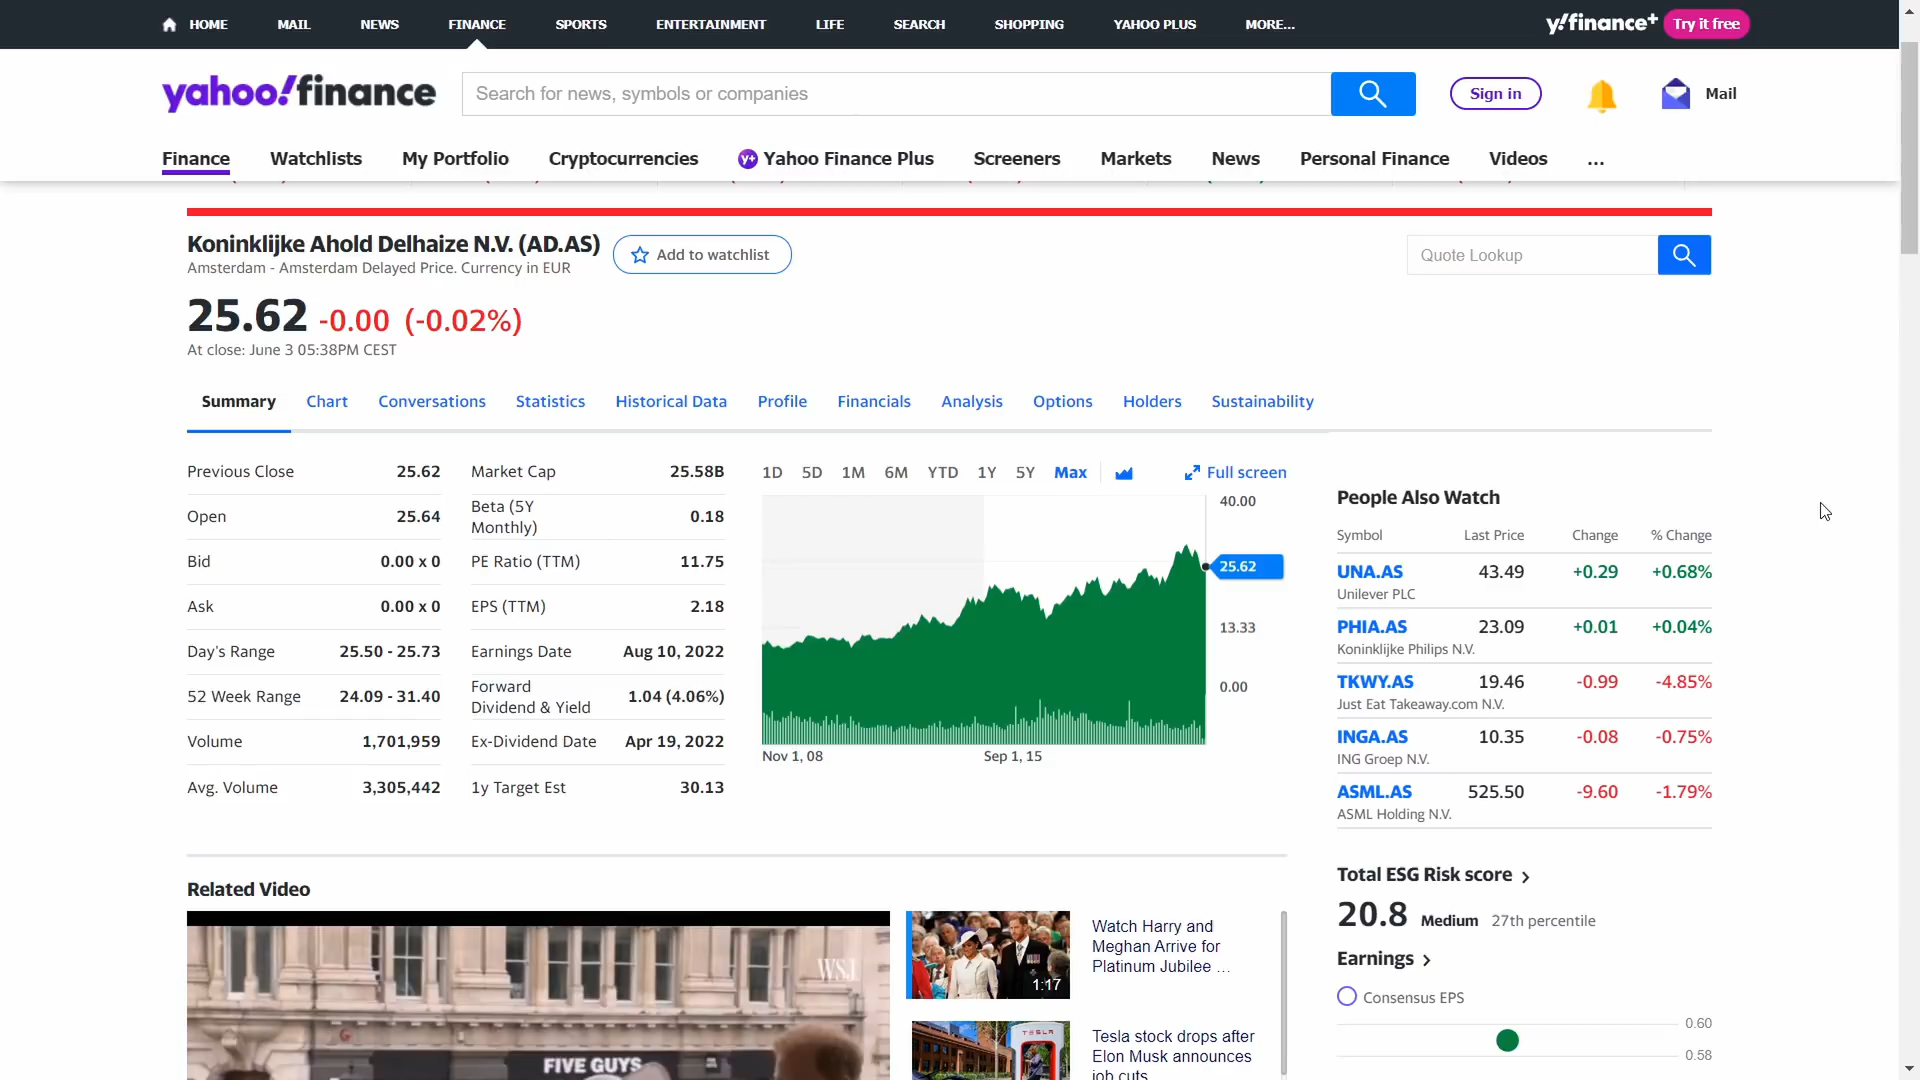 HOME MAIL NEWS FINANCE SPORTS ENTERTAINMENT LIFE SEARCH SHOPPING YAHOO PLUS MORE... y!finance+ Try it free
yahoo!finance Search for news, symbols or companies Sign in Mail
Finance Watchlists My Portfolio Cryptocurrencies y+ Yahoo Finance Plus Screeners Markets News Personal Finance Videos ...
Koninklijke Ahold Delhaize N.V. (AD.AS)
Amsterdam - Amsterdam Delayed Price. Currency in EUR
Add to watchlist
Quote Lookup
25.62 -0.00 (-0.02%)
At close: June 3 05:38PM CEST
Summary Chart Conversations Statistics Historical Data Profile Financials Analysis Options Holders Sustainability
Previous Close 25.62
Open 25.64
Bid 0.00 x 0
Ask 0.00 x 0
Day's Range 25.50 - 25.73
52 Week Range 24.09 - 31.40
Volume 1,701,959
Avg. Volume 3,305,442
Market Cap 25.58B
Beta (5Y
Monthly) 0.18
PE Ratio (TTM) 11.75
EPS (TTM) 2.18
Earnings Date Aug 10, 2022
Forward
Dividend & Yield 1.04 (4.06%)
Ex-Dividend Date Apr 19, 2022
1y Target Est 30.13
1D 5D 1M 6M YTD 1Y 5Y Max Full screen
40.00
25.62
13.33
0.00
Nov 1, 08 Sep 1, 15
People Also Watch
Symbol Last Price Change % Change
UNA.AS 43.49 +0.29 +0.68%
Unilever PLC
PHIA.AS 23.09 +0.01 +0.04%
Koninklijke Philips N.V.
TKWY.AS 19.46 -0.99 -4.85%
Just Eat Takeaway.com N.V.
INGA.AS 10.35 -0.08 -0.75%
ING Groep N.V.
ASML.AS 525.50 -9.60 -1.79%
ASML Holding N.V.
Total ESG Risk score
20.8 Medium 27th percentile
Earnings
Consensus EPS
0.60
0.58
Related Video
WSJ
FIVE GUYS
1:17
Watch Harry and
Meghan Arrive for
Platinum Jubilee ...
TESLA
Tesla stock drops after
Elon Musk announces
job cuts